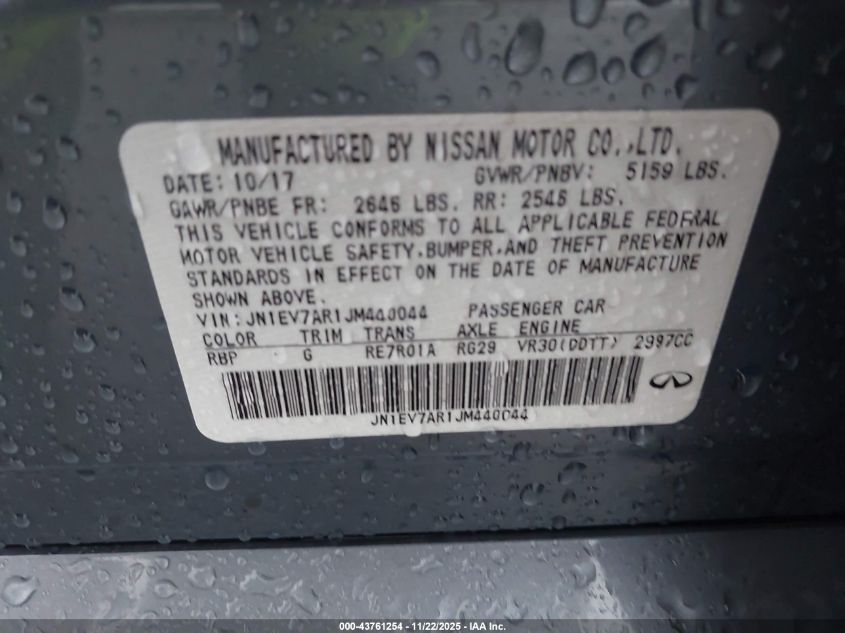 MANUFACTURED BY NISSAN MOTOR CO.,LTD.
DATE: 10/17 GVWR/PNBV: 5159 LBS.
GAWR/PNBE FR: 2646 LBS. RR: 2546 LBS.
THIS VEHICLE CONFORMS TO ALL APPLICABLE FEDERAL
MOTOR VEHICLE SAFETY,BUMPER,AND THEFT PREVENTION
STANDARDS IN EFFECT ON THE DATE OF MANUFACTURE
SHOWN ABOVE.
VIN:JN1EV7AR1JM440044 PASSENGER CAR
COLOR TRIM TRANS AXLE ENGINE
RBP G RE7R01A RG29 VR30(DDTT) 2997CC
JN1EV7AR1JM440044
000-43761254 - 11/22/2025 - IAA Inc.